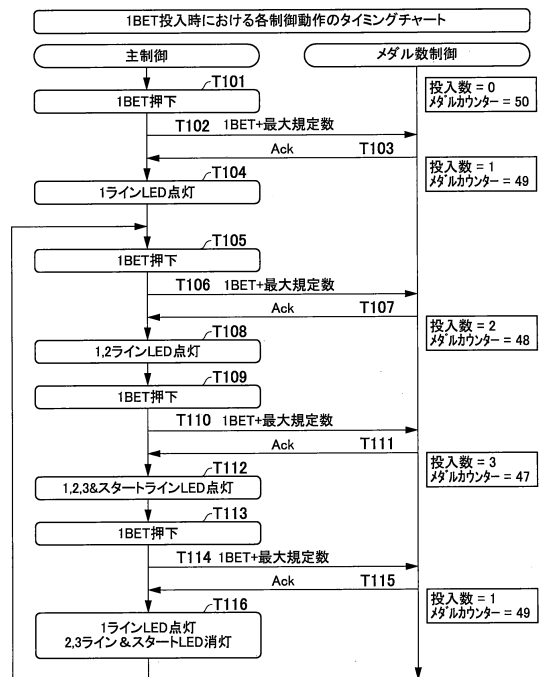 1BET投入時における各制御動作のタイミングチャート
主制御
メダル数制御
T101
1BET押下
投入数 = 0
メダルカウンター = 50
T102 1BET+最大規定数
Ack T103
投入数 = 1
メダルカウンター = 49
T104
1ラインLED点灯
T105
1BET押下
T106 1BET+最大規定数
Ack T107
投入数 = 2
メダルカウンター = 48
T108
1,2ラインLED点灯
T109
1BET押下
T110 1BET+最大規定数
Ack T111
投入数 = 3
メダルカウンター = 47
T112
1,2,3&スタートラインLED点灯
T113
1BET押下
T114 1BET+最大規定数
Ack T115
投入数 = 1
メダルカウンター = 49
T116
1ラインLED点灯
2,3ライン&スタートLED消灯